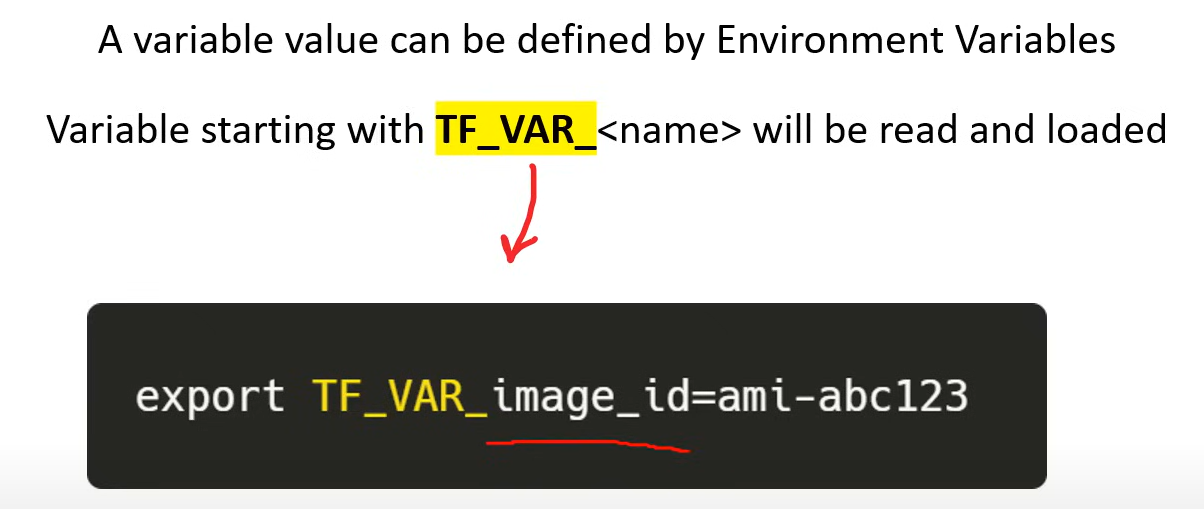 A variable value can be defined by Environment Variables
Variable starting with TF_VAR_<name> will be read and loaded
export TF_VAR_image_id=ami-abc123